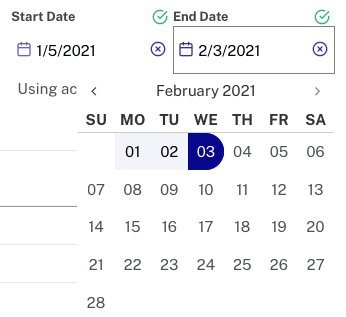 Start Date End Date
1/5/2021 2/3/2021
Using ac
February 2021
SU MO TU WE TH FR SA
01 02 03 04 05 06
07 08 09 10 11 12 13
14 15 16 17 18 19 20
21 22 23 24 25 26 27
28